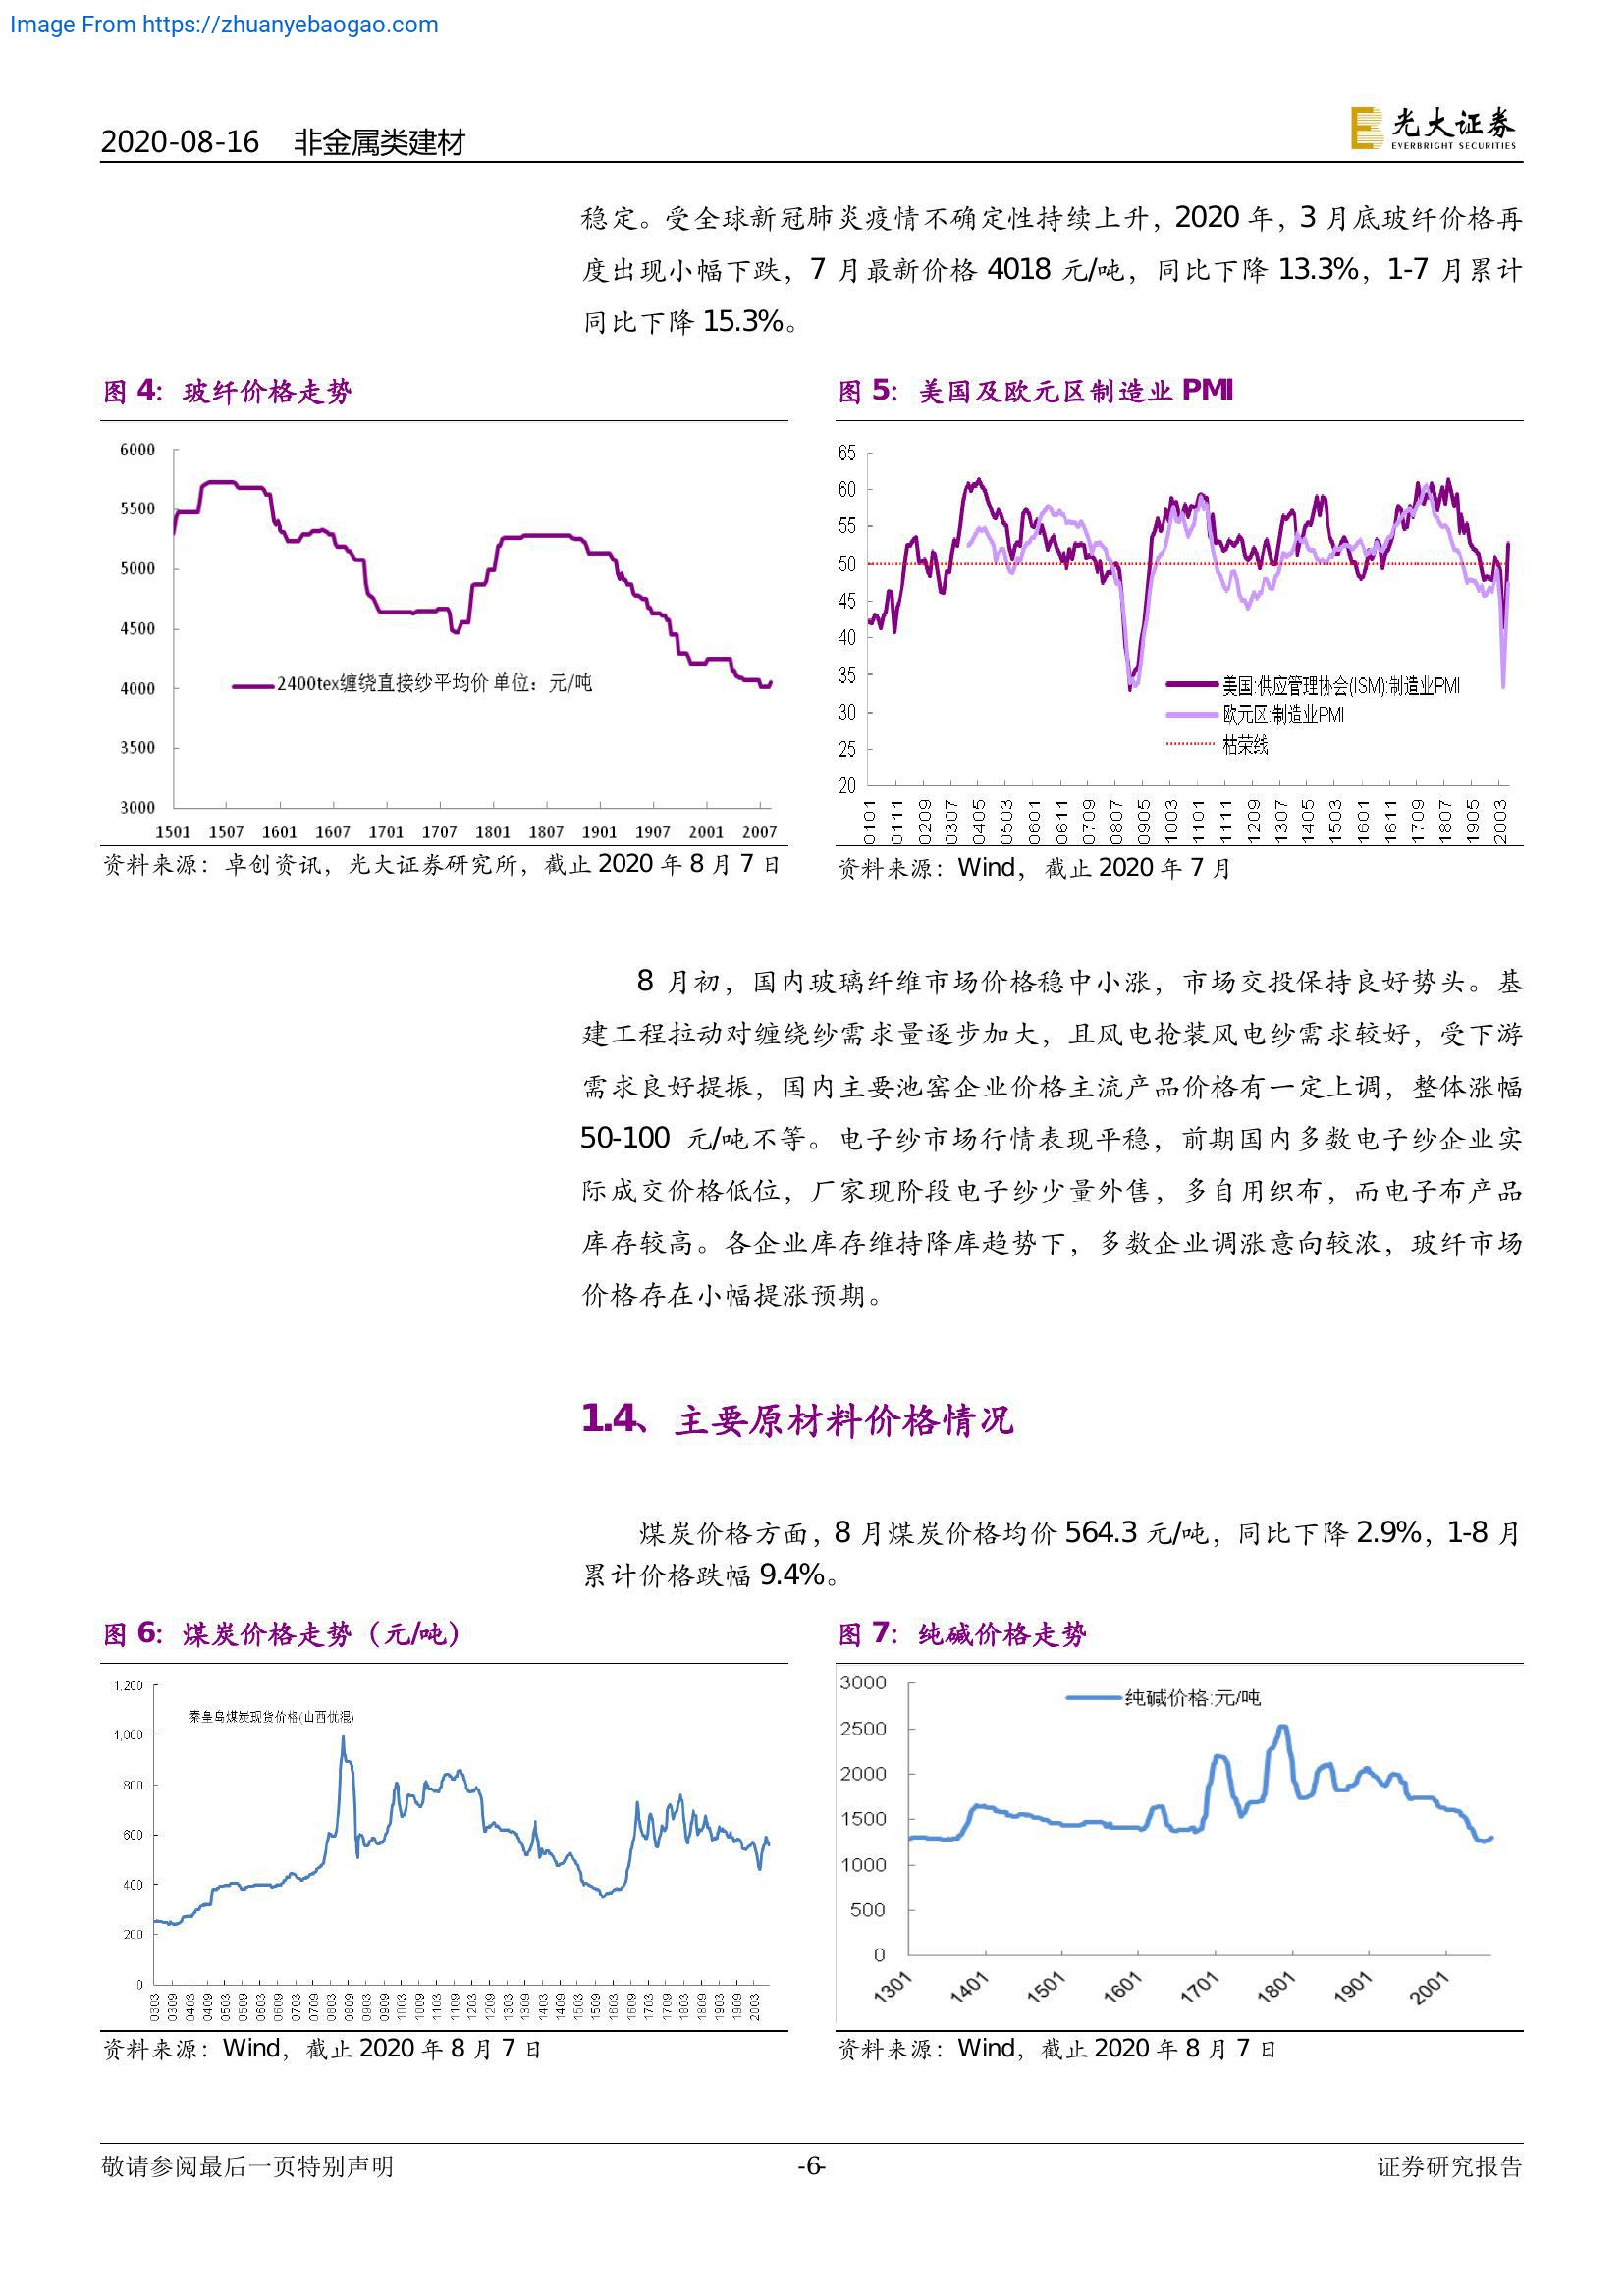 Image From https://zhuanyebaogao.com
2020-08-16 非金属类建材
光大证券
EVERBRIGHT SECURITIES
稳定。受全球新冠肺炎疫情不确定性持续上升，2020 年，3 月底玻纤价格再
度出现小幅下跌，7 月最新价格 4018 元/吨，同比下降 13.3%，1-7 月累计
同比下降 15.3%。
图 4：玻纤价格走势
6000
5500
5000
4500
4000
3500
3000
2400tex缠绕直接纱平均价 单位：元/吨
1501 1507 1601 1607 1701 1707 1801 1807 1901 1907 2001 2007
资料来源：卓创资讯，光大证券研究所，截止 2020 年 8 月 7 日
图 5：美国及欧元区制造业 PMI
65
60
55
50
45
40
35
30
25
20
美国:供应管理协会(ISM):制造业PMI
欧元区:制造业PMI
枯荣线
0101 0111 0209 0307 0405 0503 0601 0611 0709 0807 0905 1003 1101 1111 1209 1307 1405 1503 1601 1611 1709 1807 1905 2003
资料来源：Wind，截止 2020 年 7 月
8 月初，国内玻璃纤维市场价格稳中小涨，市场交投保持良好势头。基
建工程拉动对缠绕纱需求量逐步加大，且风电抢装风电纱需求较好，受下游
需求良好提振，国内主要池窑企业价格主流产品价格有一定上调，整体涨幅
50-100 元/吨不等。电子纱市场行情表现平稳，前期国内多数电子纱企业实
际成交价格低位，厂家现阶段电子纱少量外售，多自用织布，而电子布产品
库存较高。各企业库存维持降库趋势下，多数企业调涨意向较浓，玻纤市场
价格存在小幅提涨预期。
1.4、主要原材料价格情况
煤炭价格方面，8 月煤炭价格均价 564.3 元/吨，同比下降 2.9%，1-8 月
累计价格跌幅 9.4%。
图 6：煤炭价格走势（元/吨）
1,200
1,000
800
600
400
200
0
秦皇岛煤炭现货价格(山西优混)
0303 0309 0403 0409 0503 0509 0603 0609 0703 0709 0803 0809 0903 0909 1003 1009 1103 1109 1203 1209 1303 1309 1403 1409 1503 1509 1603 1609 1703 1709 1803 1809 1903 1909 2003
资料来源：Wind，截止 2020 年 8 月 7 日
图 7：纯碱价格走势
3000
2500
2000
1500
1000
500
0
纯碱价格:元/吨
1301 1401 1501 1601 1701 1801 1901 2001
资料来源：Wind，截止 2020 年 8 月 7 日
敬请参阅最后一页特别声明 -6- 证券研究报告